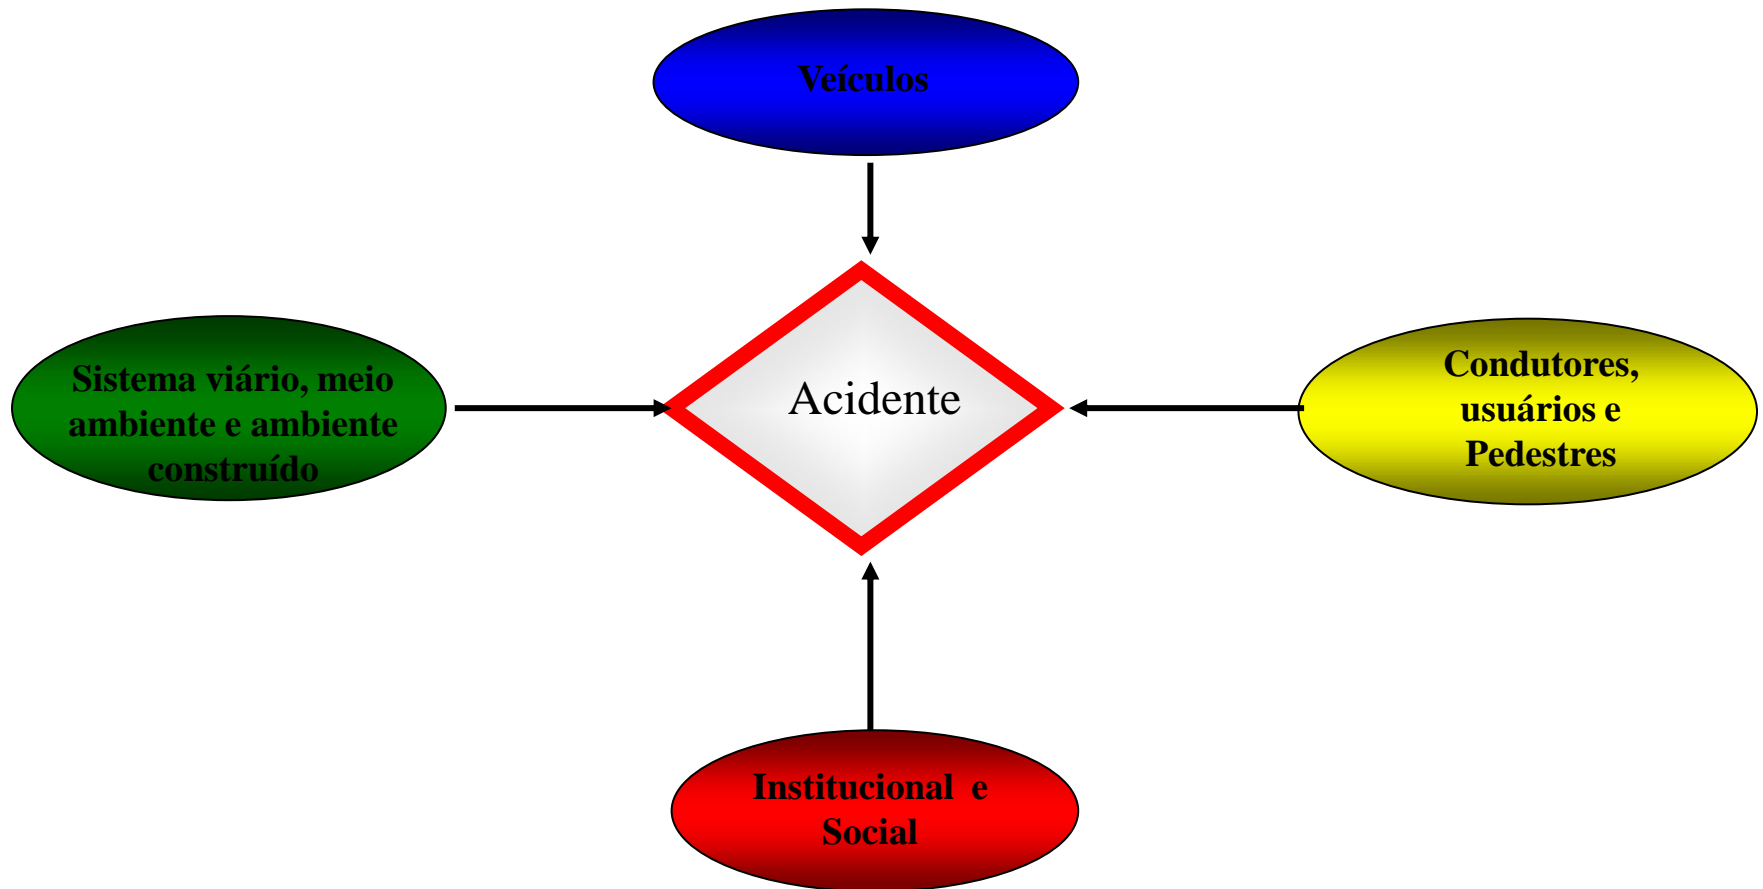 Veículos
Sistema viário, meio
ambiente e ambiente
construído
Acidente
Condutores,
usuários e
Pedestres
Institucional e
Social